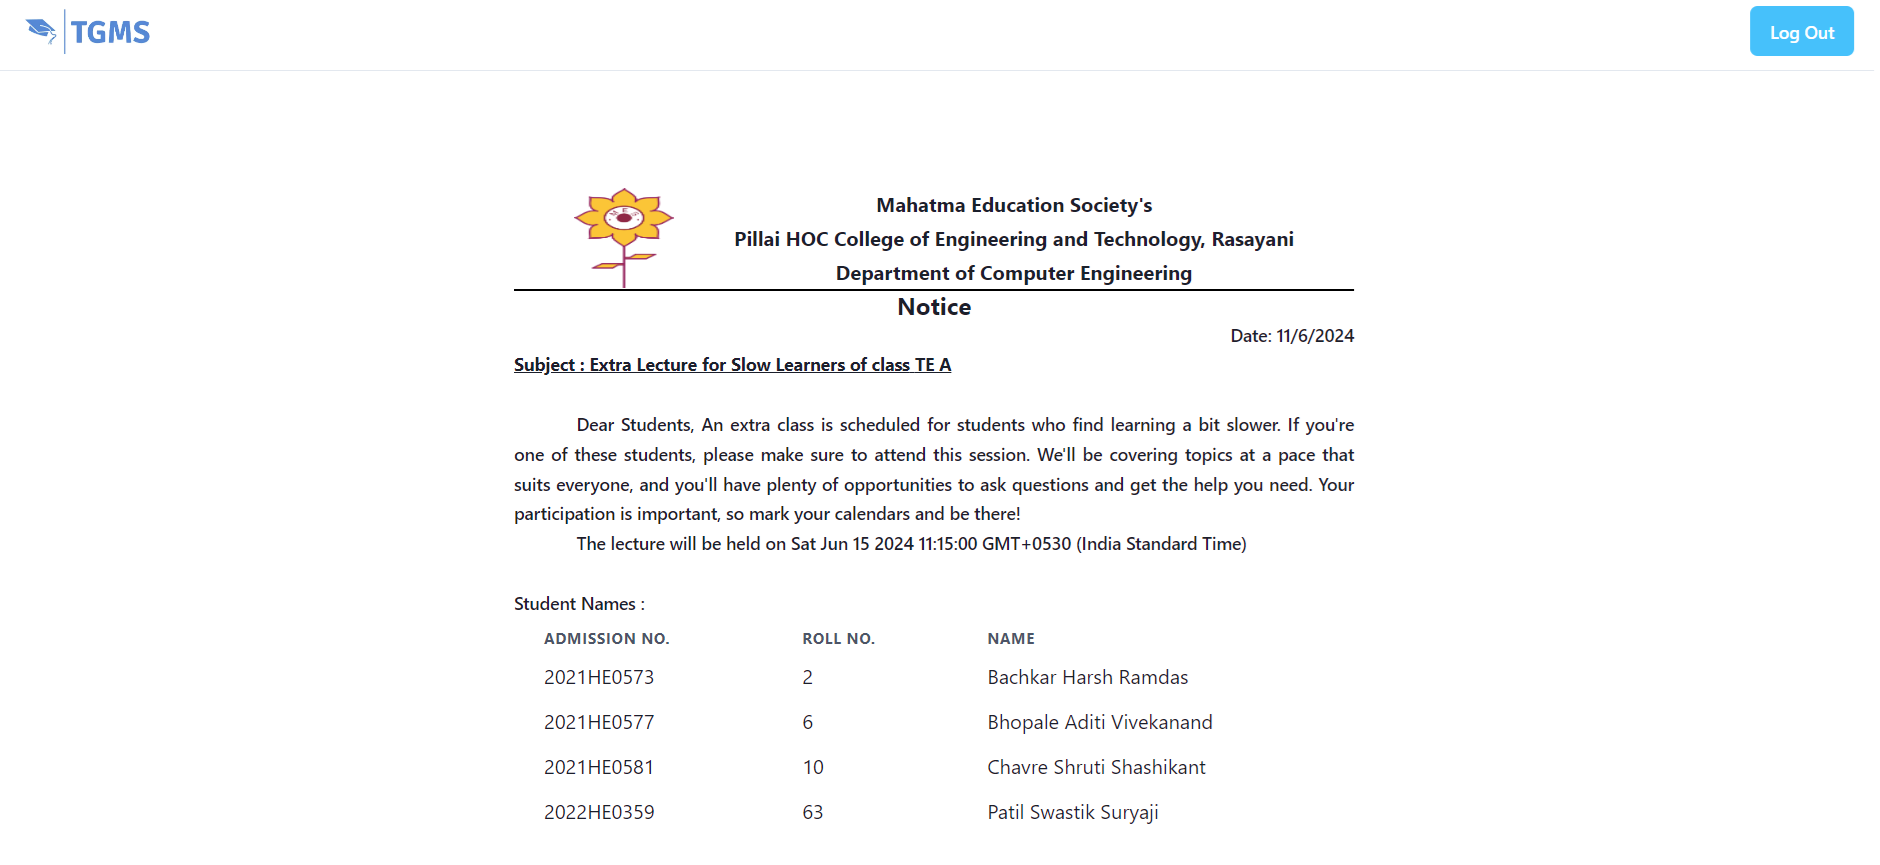 TGMS
Log Out
MES
Mahatma Education Society's
Pillai HOC College of Engineering and Technology, Rasayani
Department of Computer Engineering
Notice
Date: 11/6/2024
Subject : Extra Lecture for Slow Learners of class TE A
Dear Students, An extra class is scheduled for students who find learning a bit slower. If you're
one of these students, please make sure to attend this session. We'll be covering topics at a pace that
suits everyone, and you'll have plenty of opportunities to ask questions and get the help you need. Your
participation is important, so mark your calendars and be there!
The lecture will be held on Sat Jun 15 2024 11:15:00 GMT+0530 (India Standard Time)
Student Names :
ADMISSION NO. ROLL NO. NAME
2021HE0573 2 Bachkar Harsh Ramdas
2021HE0577 6 Bhopale Aditi Vivekanand
2021HE0581 10 Chavre Shruti Shashikant
2022HE0359 63 Patil Swastik Suryaji